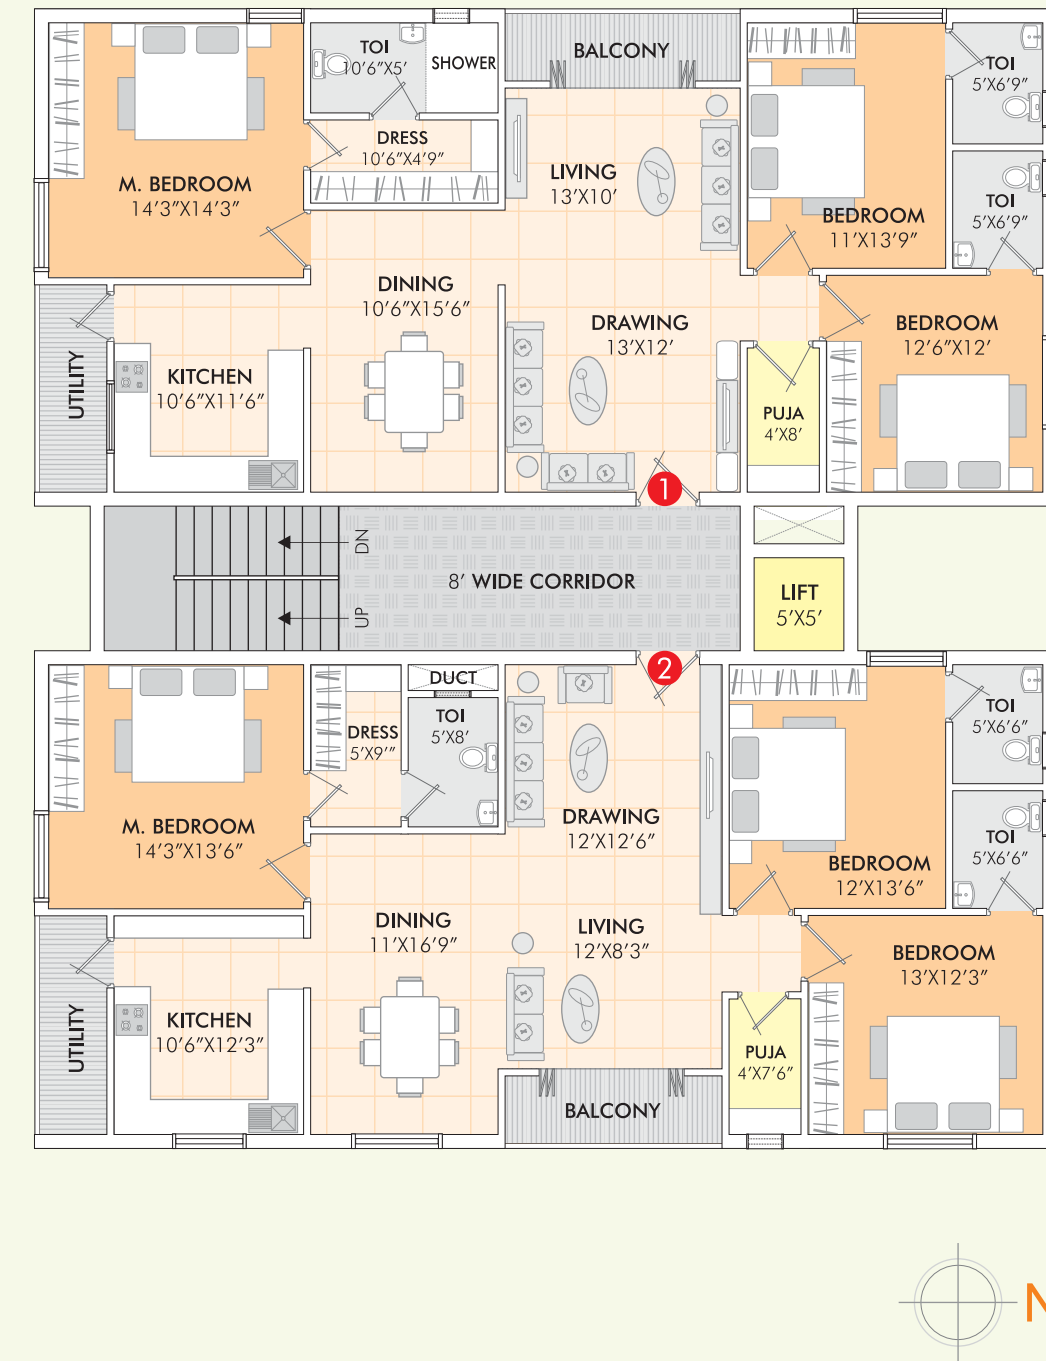 TOI
10'6"X5'
SHOWER
BALCONY
TOI
5'X6'9"
DRESS
10'6"X4'9"
M. BEDROOM
14'3"X14'3"
LIVING
13'X10'
BEDROOM
11'X13'9"
TOI
5'X6'9"
DINING
10'6"X15'6"
DRAWING
13'X12'
BEDROOM
12'6"X12'
UTILITY
KITCHEN
10'6"X11'6"
PUJA
4'X8'
1
DN
UP
8' WIDE CORRIDOR
LIFT
5'X5'
2
DUCT
TOI
5'X8'
DRESS
5'X9'"
TOI
5'X6'6"
M. BEDROOM
14'3"X13'6"
DRAWING
12'X12'6"
BEDROOM
12'X13'6"
TOI
5'X6'6"
DINING
11'X16'9"
LIVING
12'X8'3"
BEDROOM
13'X12'3"
UTILITY
KITCHEN
10'6"X12'3"
PUJA
4'X7'6"
BALCONY
N